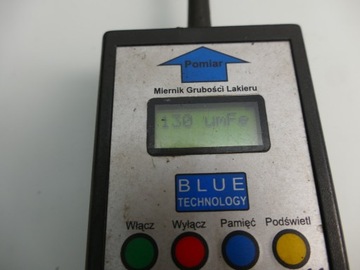 Pomiar
Miernik Grubości Lakieru
130 umFe
BLUE
TECHNOLOGY
Włącz Wyłącz Pamięć Podświetl